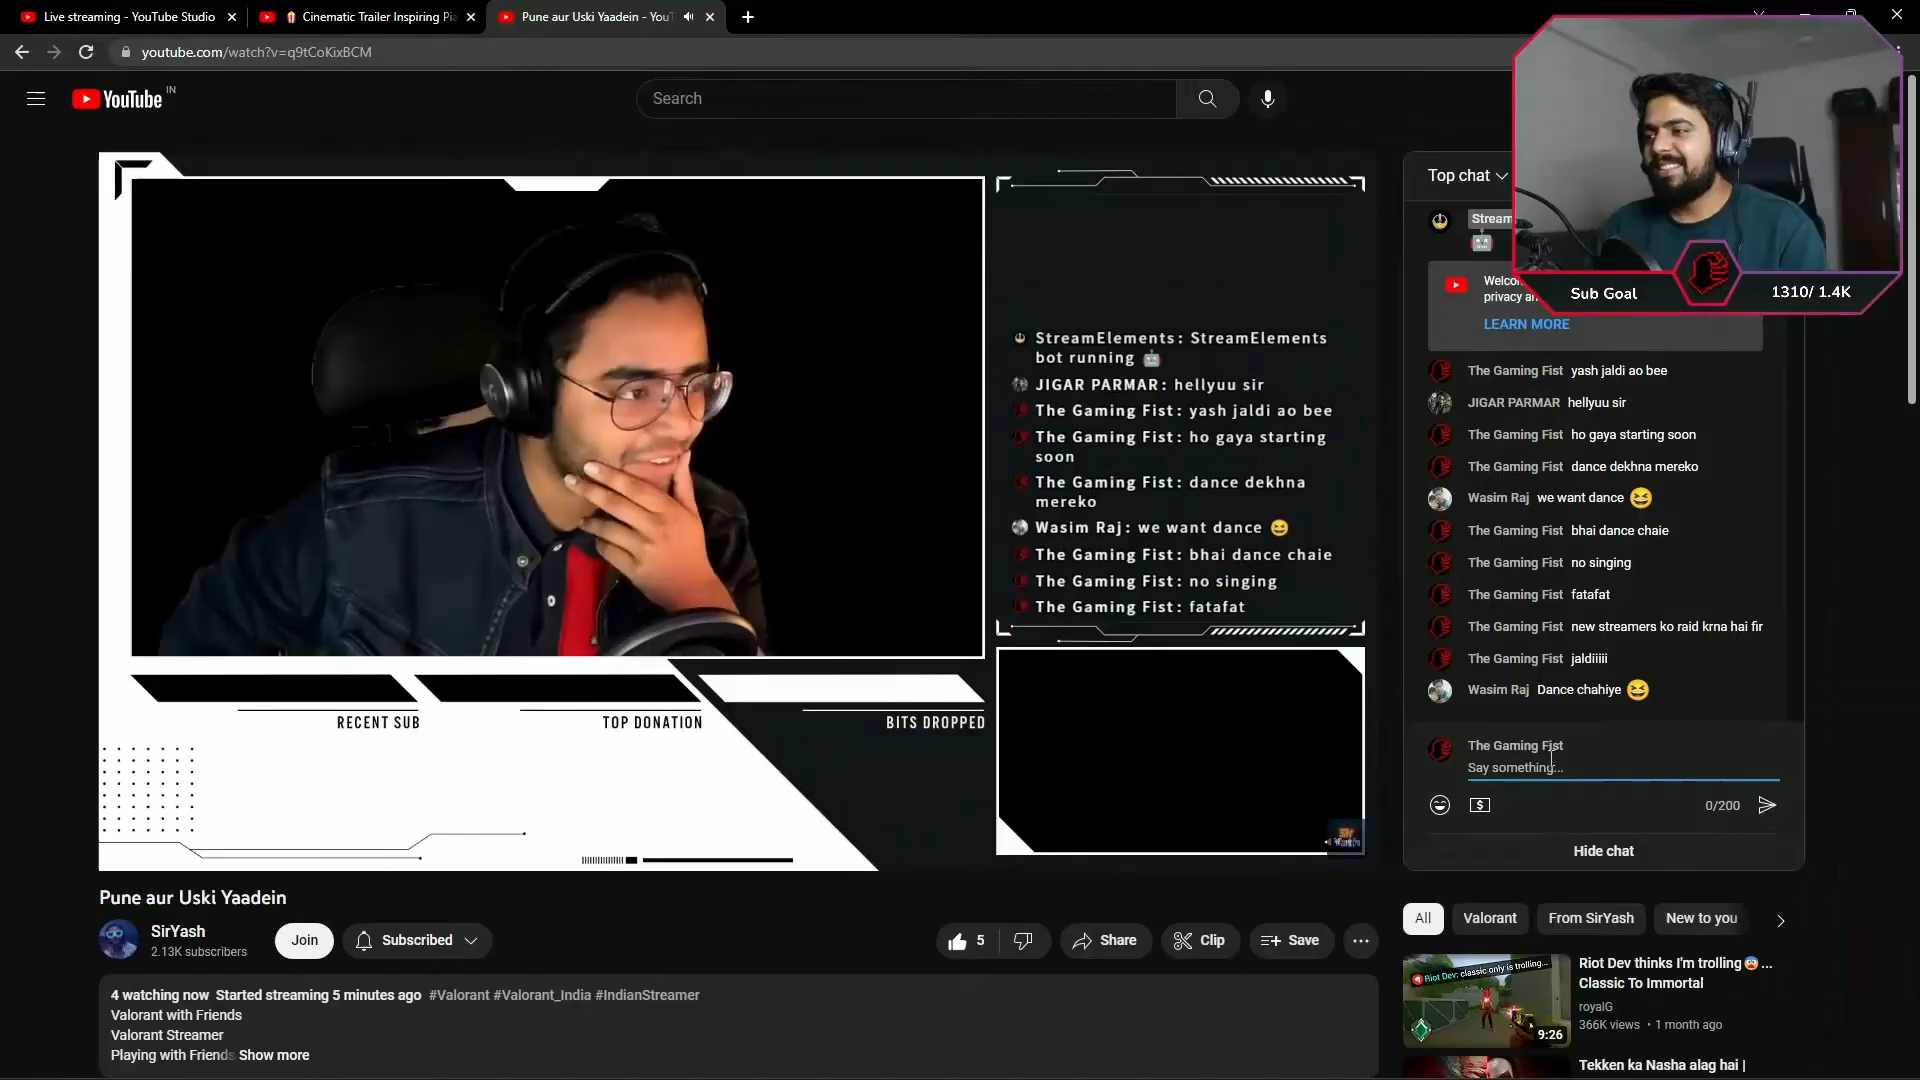 Live streaming - YouTube Studio
Cinematic Trailer Inspiring Pia
Pune aur Uski Yaadein - YouT
youtube.com/watch?v=q9tCoKixBCM
YouTube IN
Search
Top chat
Stream
Welcom
privacy an
LEARN MORE
Sub Goal
1310/ 1.4K
StreamElements: StreamElements
bot running
JIGAR PARMAR: hellyuu sir
The Gaming Fist: yash jaldi ao bee
The Gaming Fist: ho gaya starting
soon
The Gaming Fist: dance dekhna
mereko
Wasim Raj: we want dance 😆
The Gaming Fist: bhai dance chaie
The Gaming Fist: no singing
The Gaming Fist: fatafat
The Gaming Fist yash jaldi ao bee
JIGAR PARMAR hellyuu sir
The Gaming Fist ho gaya starting soon
The Gaming Fist dance dekhna mereko
Wasim Raj we want dance 😆
The Gaming Fist bhai dance chaie
The Gaming Fist no singing
The Gaming Fist fatafat
The Gaming Fist new streamers ko raid krna hai fir
The Gaming Fist jaldiiiii
Wasim Raj Dance chahiye 😆
The Gaming Fist
Say something...
0/200
Hide chat
RECENT SUB
TOP DONATION
BITS DROPPED
Pune aur Uski Yaadein
SirYash
2.13K subscribers
Join
Subscribed
5
Share
Clip
Save
4 watching now Started streaming 5 minutes ago #Valorant #Valorant_India #IndianStreamer
Valorant with Friends
Valorant Streamer
Playing with Friends Show more
All
Valorant
From SirYash
New to you
Riot Dev: classic only is trolling...
9:26
Riot Dev thinks I'm trolling😨...
Classic To Immortal
royalG
366K views • 1 month ago
Tekken ka Nasha alag hai |